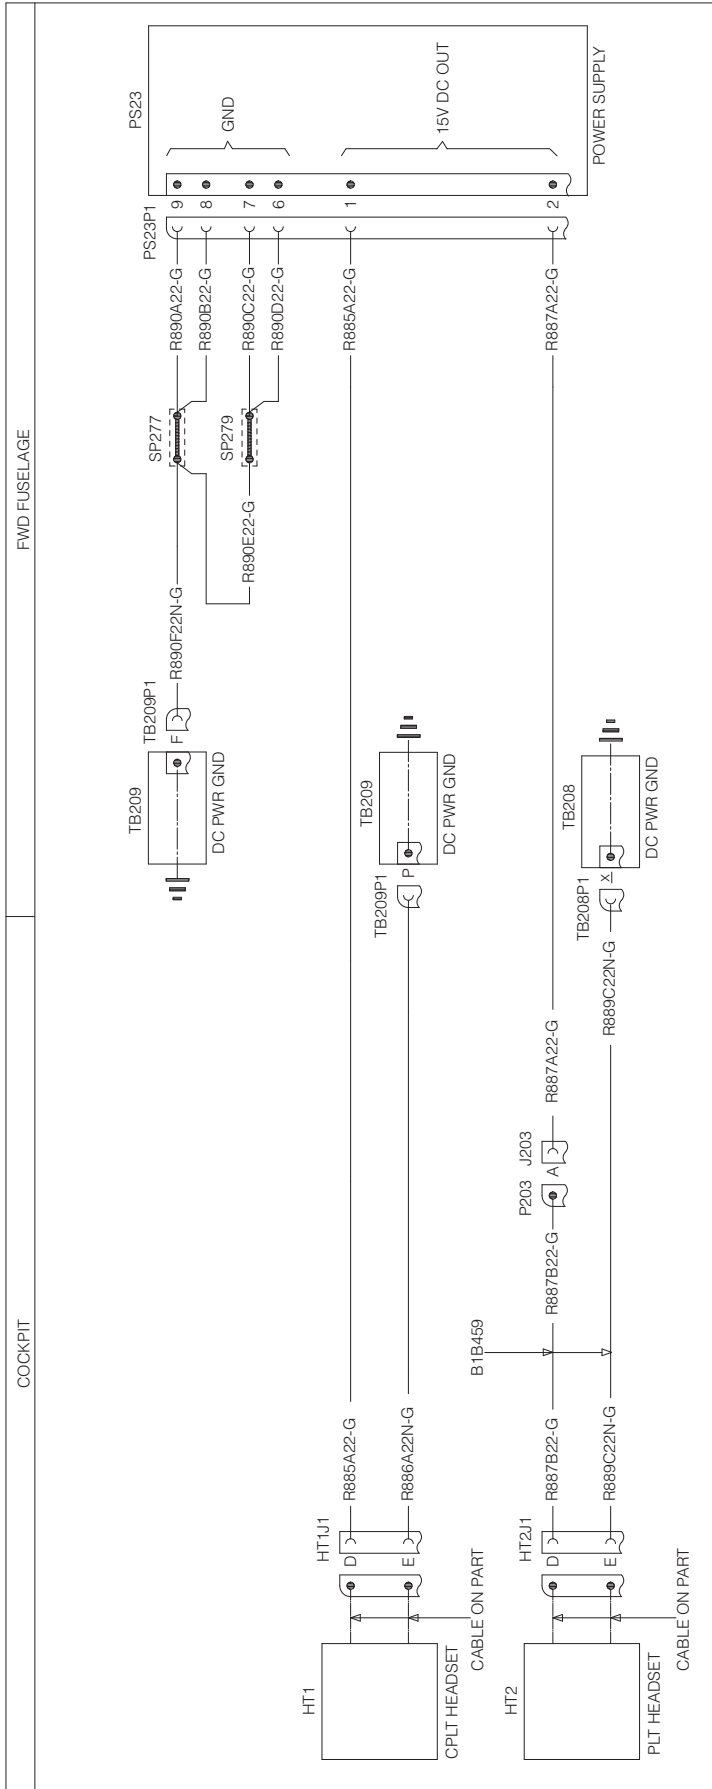 COCKPIT
FWD FUSELAGE
PS23
GND
15V DC OUT
POWER SUPPLY
PS23P1
9
8
7
6
1
2
R890A22-G
R890B22-G
R890C22-G
R890D22-G
R885A22-G
R887A22-G
SP277
SP279
R890E22-G
R890F22N-G
TB209P1
F
TB209
DC PWR GND
TB209
DC PWR GND
TB209P1
P
TB208
DC PWR GND
TB208P1
X
R889C22N-G
R887A22-G
J203
A
P203
R887B22-G
B1B459
HT1J1
D
E
R885A22-G
R886A22N-G
HT1
CPLT HEADSET
CABLE ON PART
HT2J1
D
E
R887B22-G
R889C22N-G
HT2
PLT HEADSET
CABLE ON PART